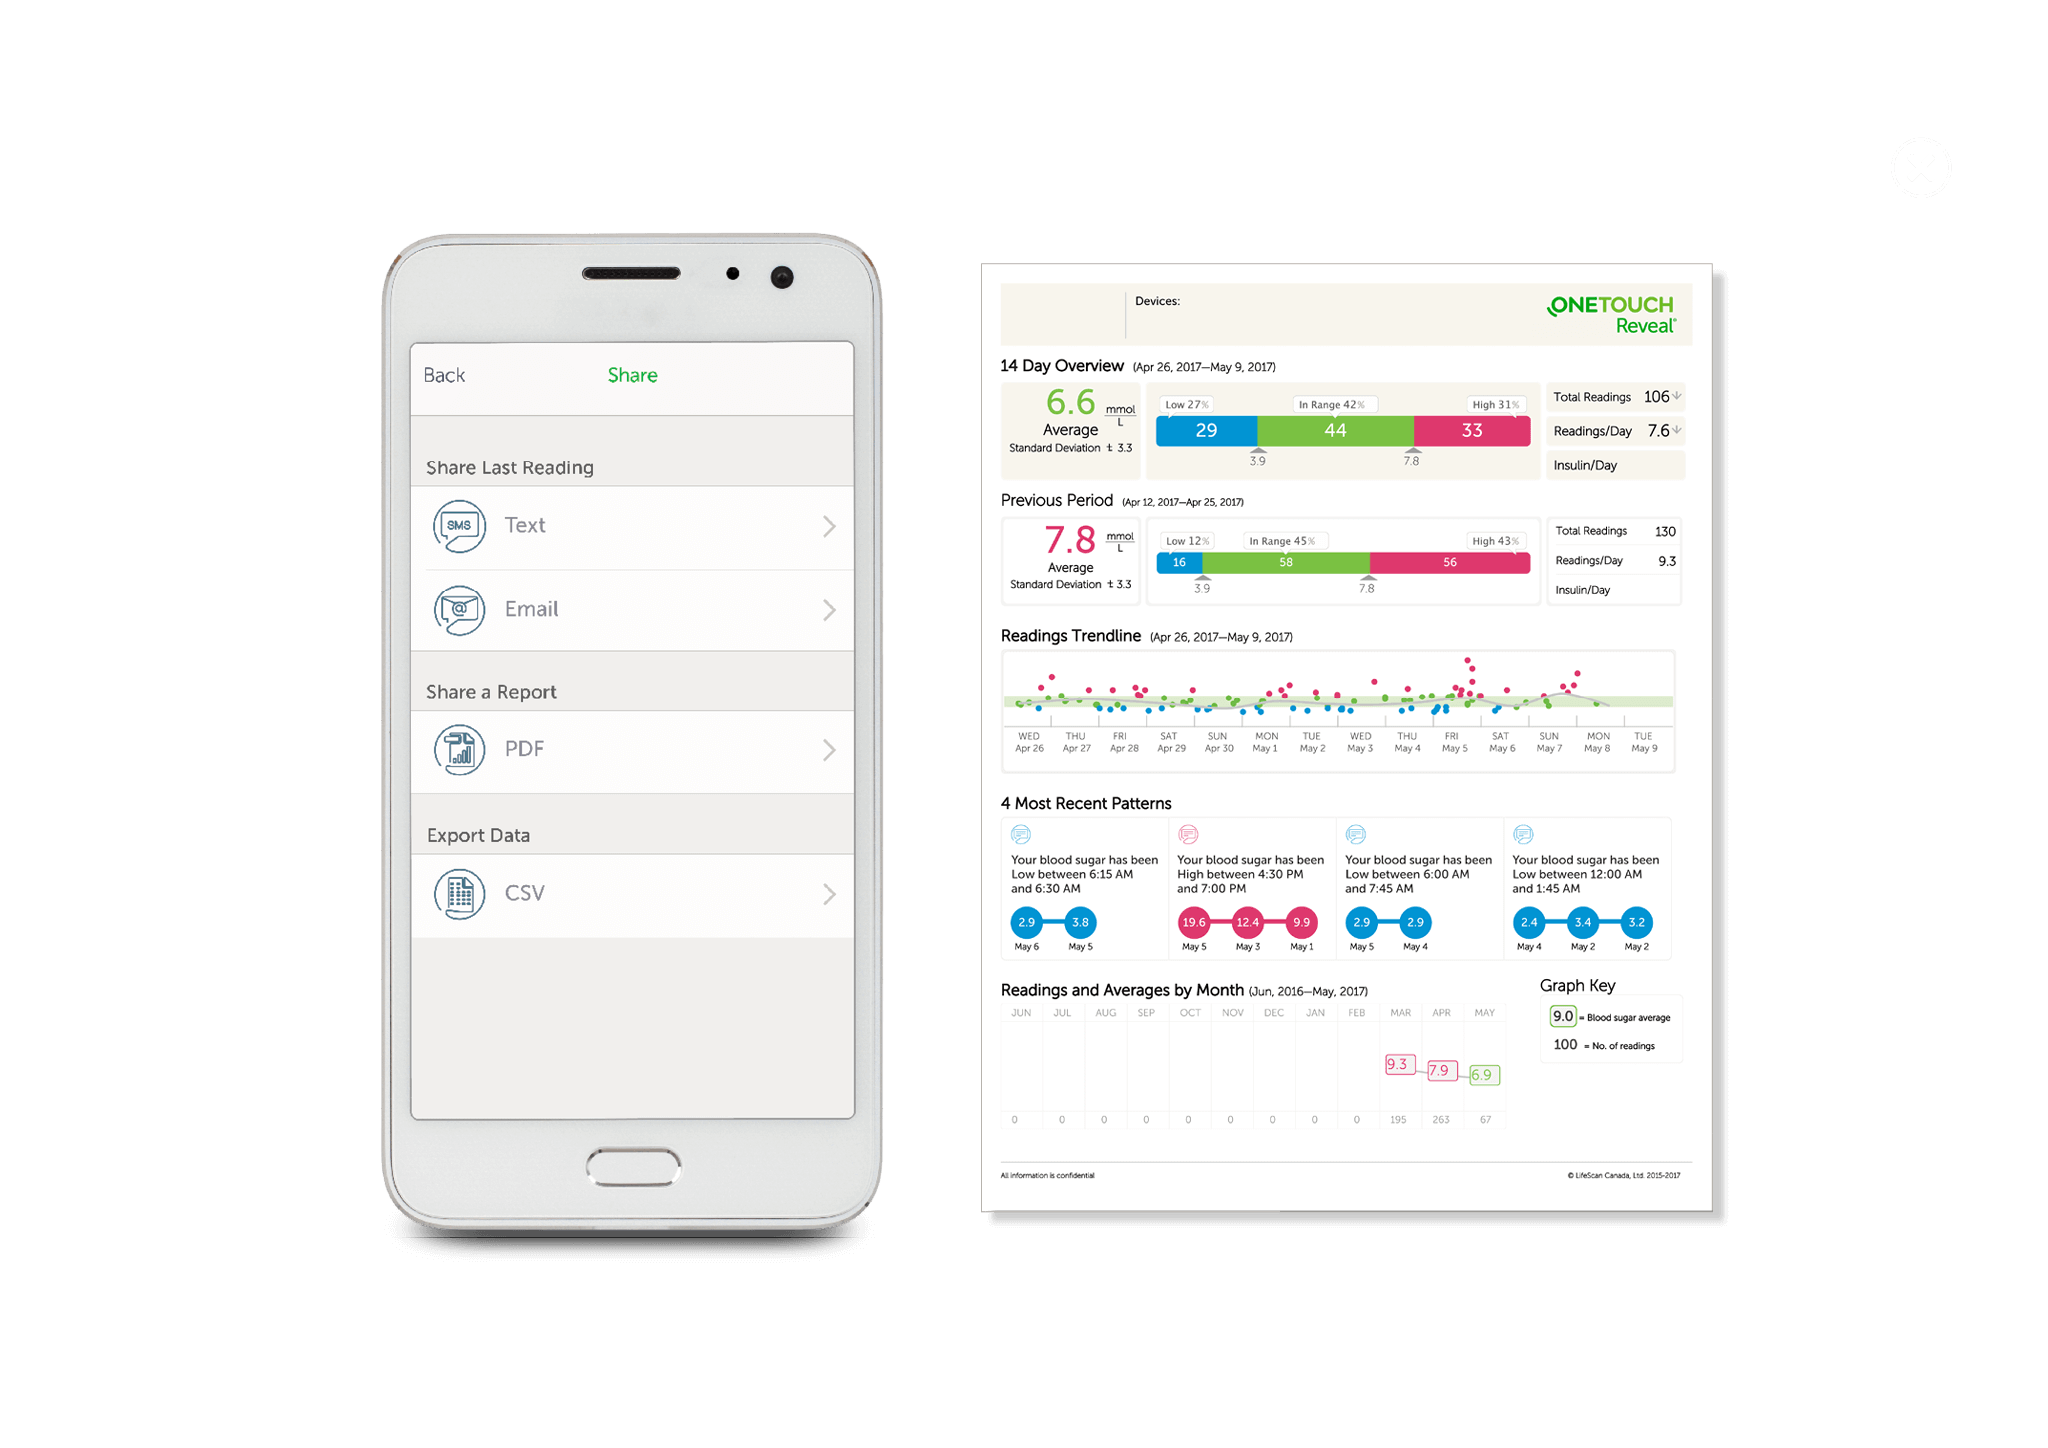 Back
Share
Share Last Reading
SMS
Text
@
Email
Share a Report
PDF
Export Data
CSV
Devices:
ONETOUCH
Reveal®
14 Day Overview (Apr 26, 2017—May 9, 2017)
6.6 mmol
L
Average
Standard Deviation ± 3.3
Low 27% In Range 42% High 31%
29 44 33
3.9 7.8
Total Readings 106
Readings/Day 7.6
Insulin/Day
Previous Period (Apr 12, 2017—Apr 25, 2017)
7.8 mmol
L
Average
Standard Deviation ± 3.3
Low 12% In Range 45% High 43%
16 58 56
3.9 7.8
Total Readings 130
Readings/Day 9.3
Insulin/Day
Readings Trendline (Apr 26, 2017—May 9, 2017)
WED THU FRI SAT SUN MON TUE WED THU FRI SAT SUN MON TUE
Apr 26 Apr 27 Apr 28 Apr 29 Apr 30 May 1 May 2 May 3 May 4 May 5 May 6 May 7 May 8 May 9
4 Most Recent Patterns
Your blood sugar has been
Low between 6:15 AM
and 6:30 AM
2.9 3.8
May 6 May 5
Your blood sugar has been
High between 4:30 PM
and 7:00 PM
19.6 12.4 9.9
May 5 May 3 May 1
Your blood sugar has been
Low between 6:00 AM
and 7:45 AM
2.9 2.9
May 5 May 4
Your blood sugar has been
Low between 12:00 AM
and 1:45 AM
2.4 3.4 3.2
May 4 May 2 May 2
Readings and Averages by Month (Jun, 2016—May, 2017)
JUN JUL AUG SEP OCT NOV DEC JAN FEB MAR APR MAY
9.3 7.9 6.9
0 0 0 0 0 0 0 0 0 195 263 67
Graph Key
9.0 = Blood sugar average
100 = No. of readings
All information is confidential
© LifeScan Canada, Ltd. 2015-2017